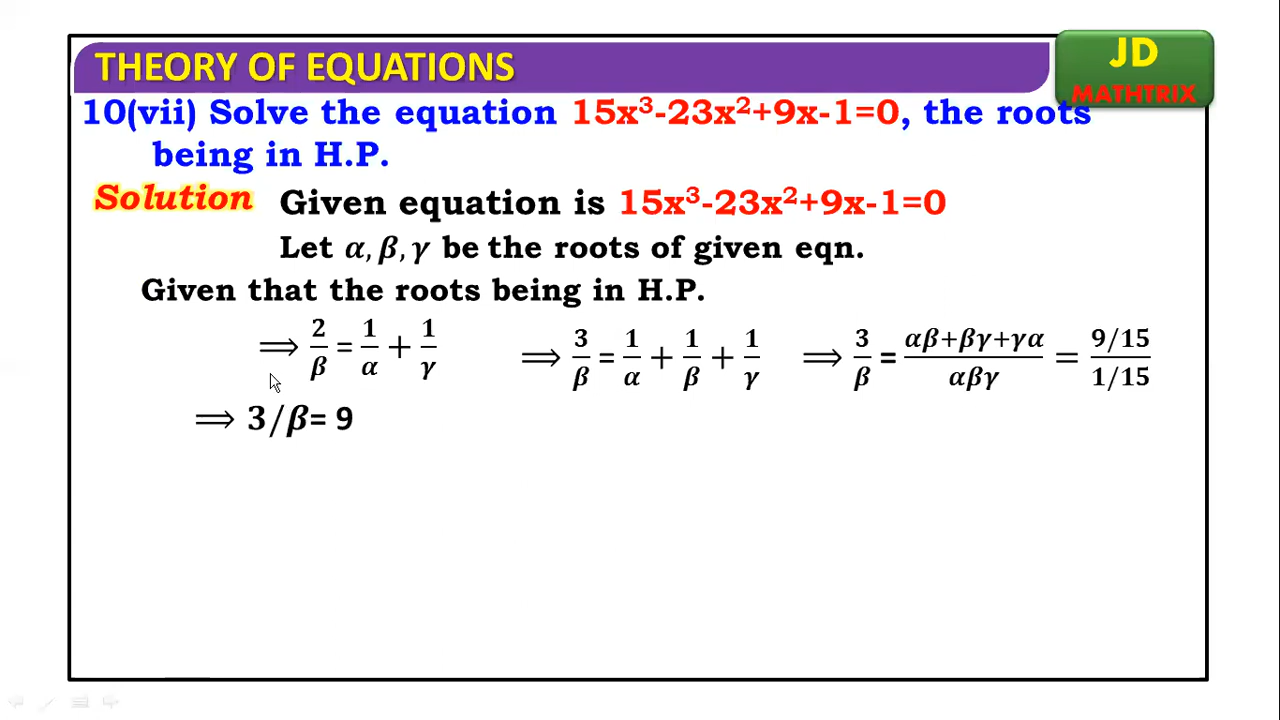 THEORY OF EQUATIONS
JD
MATHTRIX
10(vii) Solve the equation 15x³-23x²+9x-1=0, the roots
being in H.P.
Solution Given equation is 15x³-23x²+9x-1=0
Let α, β, γ be the roots of given eqn.
Given that the roots being in H.P.
⟹ 2/β = 1/α + 1/γ ⟹ 3/β = 1/α + 1/β + 1/γ ⟹ 3/β = (αβ+βγ+γα)/(αβγ) = (9/15)/(1/15)
⟹ 3/β= 9